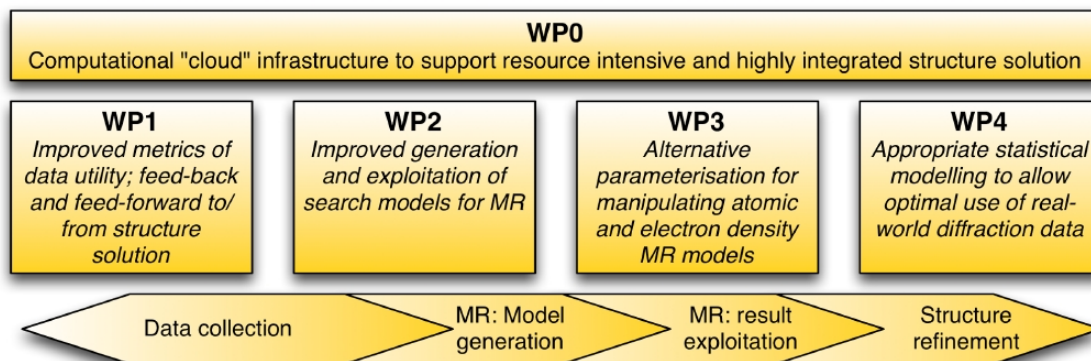 WP0
Computational "cloud" infrastructure to support resource intensive and highly integrated structure solution
WP1
Improved metrics of
data utility; feed-back
and feed-forward to/
from structure
solution
WP2
Improved generation
and exploitation of
search models for MR
WP3
Alternative
parameterisation for
manipulating atomic
and electron density
MR models
WP4
Appropriate statistical
modelling to allow
optimal use of real-
world diffraction data
Data collection
MR: Model
generation
MR: result
exploitation
Structure
refinement